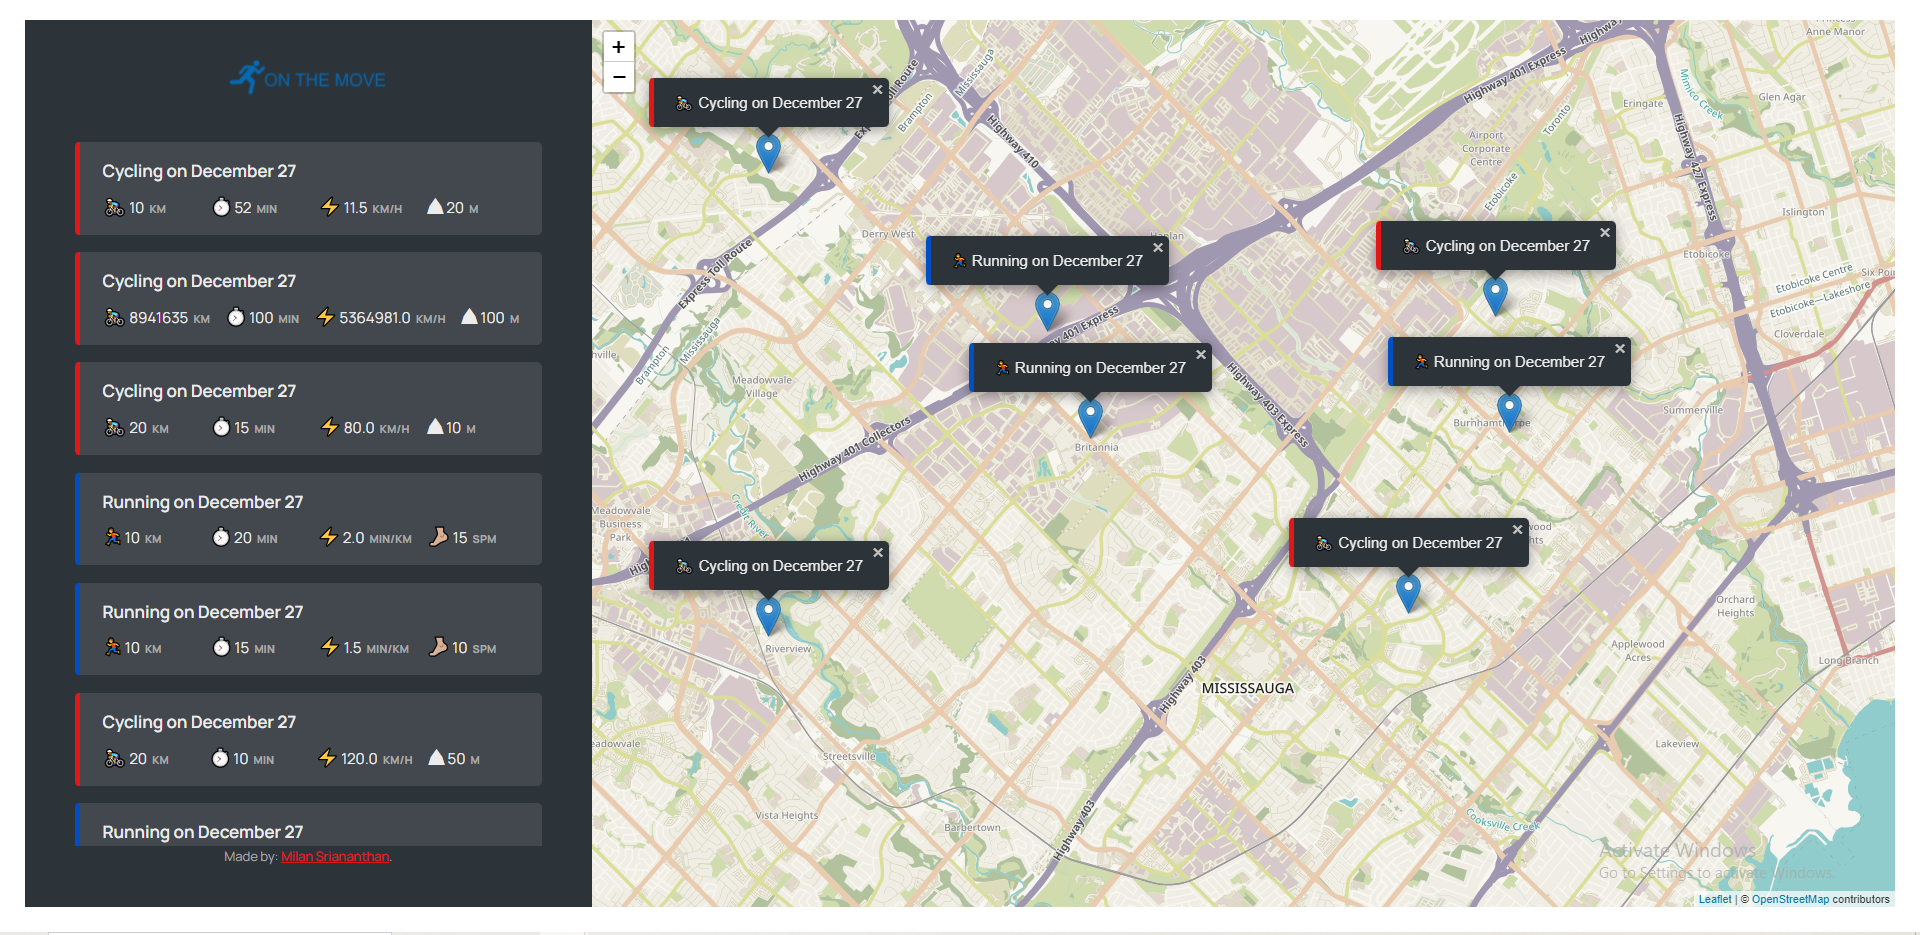 ON THE MOVE
Cycling on December 27
10 KM 52 MIN 11.5 KM/H 20 M
Cycling on December 27
8941635 KM 100 MIN 5364981.0 KM/H 100 M
Cycling on December 27
20 KM 15 MIN 80.0 KM/H 10 M
Running on December 27
10 KM 20 MIN 2.0 MIN/KM 15 SPM
Running on December 27
10 KM 15 MIN 1.5 MIN/KM 10 SPM
Cycling on December 27
20 KM 10 MIN 120.0 KM/H 50 M
Running on December 27
Made by: Milan Sriananthan.
+
−
Cycling on December 27 ×
Running on December 27 ×
Cycling on December 27 ×
Running on December 27 ×
Running on December 27 ×
Cycling on December 27 ×
Cycling on December 27 ×
Anne Manor
Highway 401 Express
Highway
Mississauga
Brampton
Highway 410
Mimico Creek
Glen Agar
Eringate
Toronto
Airport
Corporate
Centre
Highway 427 Express
Etobicoke
Islington
Derry West
Express Toll Route
Etobicoke
Etobicoke Centre
Etobicoke—Lakeshore
Cloverdale
401 Express
Mississauga
Brampton
Meadowvale
Village
Highway 403 Express
Summerville
Highway 401 Collectors
Britannia
Credit River
Meadowvale
Business
Park
Orchard
Heights
Riverview
Applewood
Acres
Long Branch
Highway 403
MISSISSAUGA
Streetsville
Lakeview
Vista Heights
Barbertown
Highway 403
Cooksville Creek
Activate Windows
Go to Settings to activate Windows.
Leaflet | © OpenStreetMap contributors